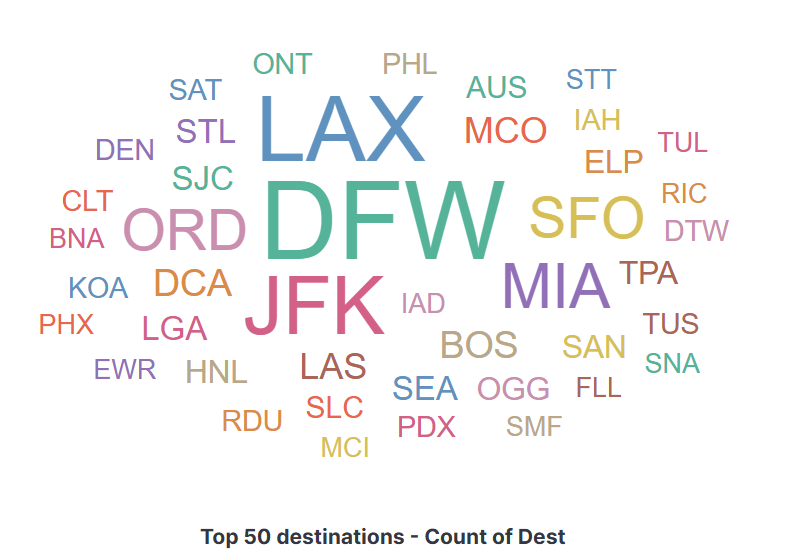 ONT
PHL
SAT
AUS
STT
LAX
STL
MCO
IAH
DEN
TUL
ELP
SJC
CLT
RIC
DFW
SFO
ORD
DTW
BNA
TPA
MIA
KOA
DCA
JFK
IAD
PHX
LGA
TUS
BOS
SAN
SNA
EWR
HNL
LAS
SEA
OGG
FLL
SLC
RDU
PDX
SMF
MCI
Top 50 destinations - Count of Dest